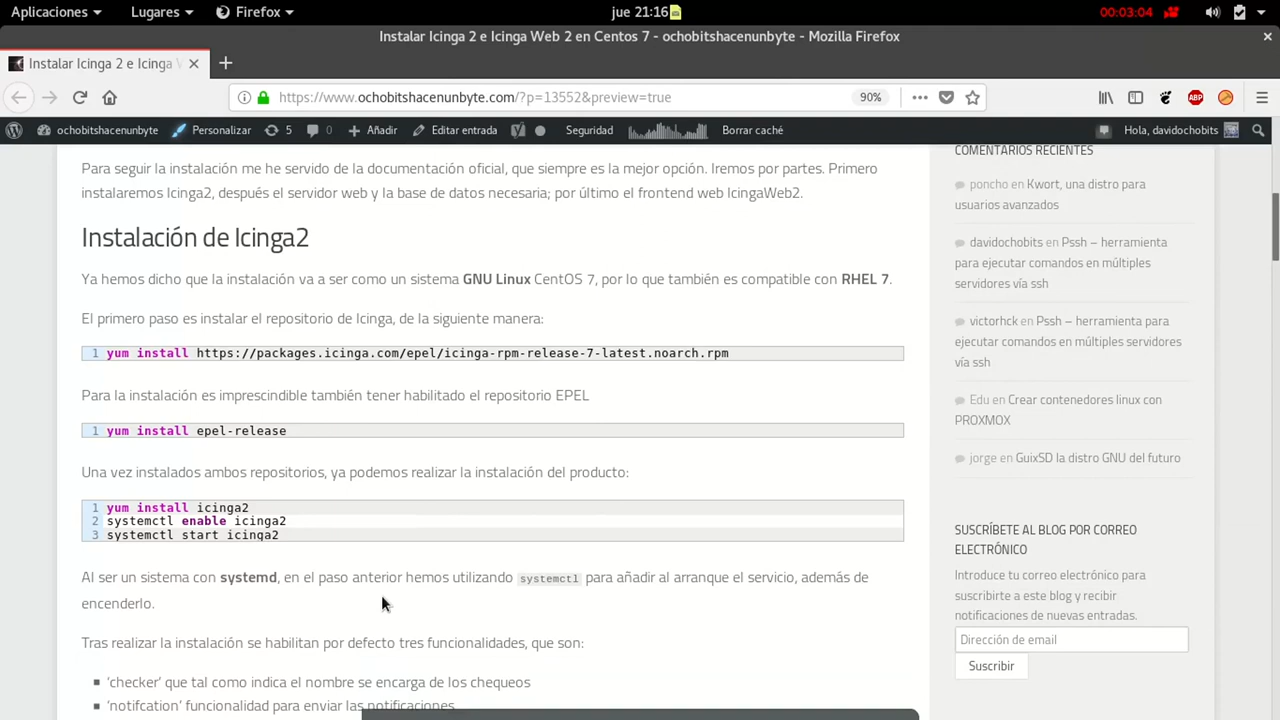 Aplicaciones Lugares Firefox jue 21:16 00:03:04
Instalar Icinga 2 e Icinga Web 2 en Centos 7 - ochobitshacenunbyte - Mozilla Firefox
Instalar Icinga 2 e Icinga W
https://www.ochobitshacenunbyte.com/?p=13552&preview=true 90% ABP
ochobitshacenunbyte Personalizar 5 0 Añadir Editar entrada Seguridad Borrar caché Hola, davidochobits
Para seguir la instalación me he servido de la documentación oficial, que siempre es la mejor opción. Iremos por partes. Primero
instalaremos Icinga2, después el servidor web y la base de datos necesaria; por último el frontend web IcingaWeb2.
Instalación de Icinga2
Ya hemos dicho que la instalación va a ser como un sistema GNU Linux CentOS 7, por lo que también es compatible con RHEL 7.
El primer paso es instalar el repositorio de Icinga, de la siguiente manera:
1 yum install https://packages.icinga.com/epel/icinga-rpm-release-7-latest.noarch.rpm
Para la instalación es imprescindible también tener habilitado el repositorio EPEL
1 yum install epel-release
Una vez instalados ambos repositorios, ya podemos realizar la instalación del producto:
1 yum install icinga2
2 systemctl enable icinga2
3 systemctl start icinga2
Al ser un sistema con systemd, en el paso anterior hemos utilizando systemctl para añadir al arranque el servicio, además de
encenderlo.
Tras realizar la instalación se habilitan por defecto tres funcionalidades, que son:
‘checker’ que tal como indica el nombre se encarga de los chequeos
‘notifcation’ funcionalidad para enviar las notificaciones
COMENTARIOS RECIENTES
poncho en Kwort, una distro para
usuarios avanzados
davidochobits en Pssh – herramienta
para ejecutar comandos en múltiples
servidores vía ssh
victorhck en Pssh – herramienta para
ejecutar comandos en múltiples servidores
vía ssh
Edu en Crear contenedores linux con
PROXMOX
jorge en GuixSD la distro GNU del futuro
SUSCRÍBETE AL BLOG POR CORREO
ELECTRÓNICO
Introduce tu correo electrónico para
suscribirte a este blog y recibir
notificaciones de nuevas entradas.
Dirección de email
Suscribir